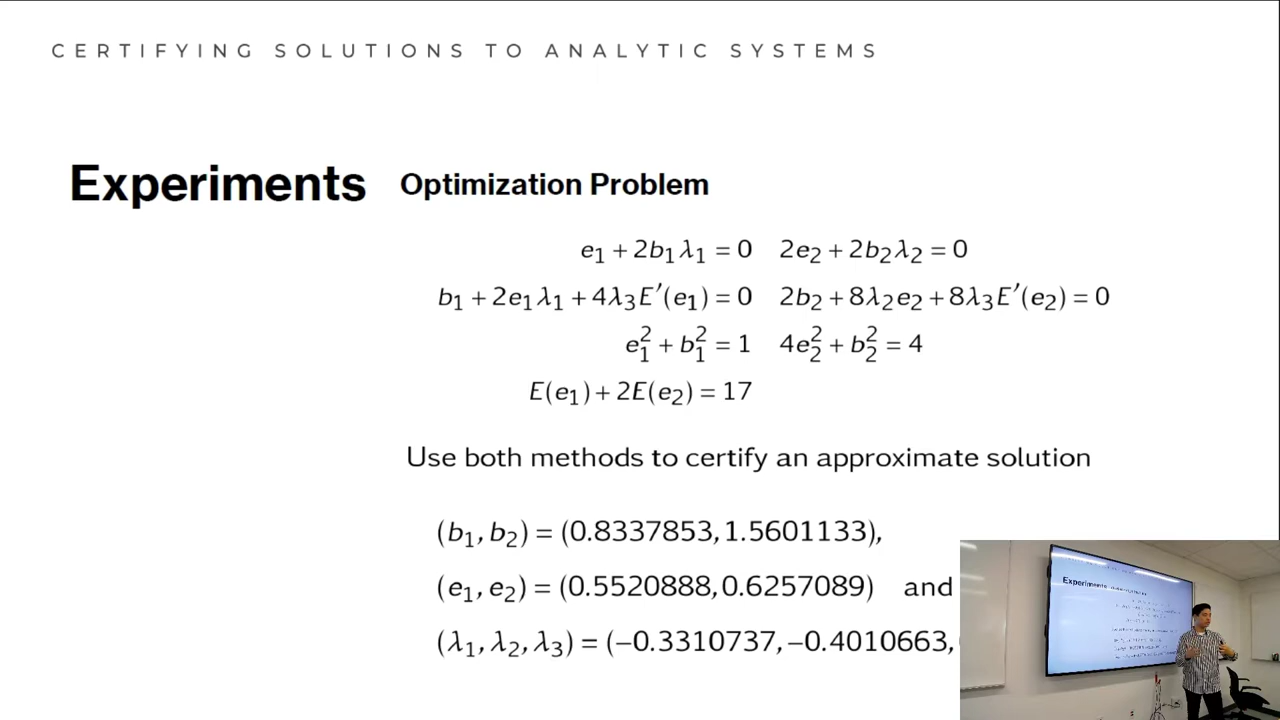 CERTIFYING SOLUTIONS TO ANALYTIC SYSTEMS
Experiments Optimization Problem
e₁ + 2b₁λ₁ = 0 2e₂ + 2b₂λ₂ = 0
b₁ + 2e₁λ₁ + 4λ₃E′(e₁) = 0 2b₂ + 8λ₂e₂ + 8λ₃E′(e₂) = 0
e₁² + b₁² = 1 4e₂² + b₂² = 4
E(e₁) + 2E(e₂) = 17
Use both methods to certify an approximate solution
(b₁, b₂) = (0.8337853, 1.5601133),
(e₁, e₂) = (0.5520888, 0.6257089) and
(λ₁, λ₂, λ₃) = (−0.3310737, −0.4010663,
Experiments